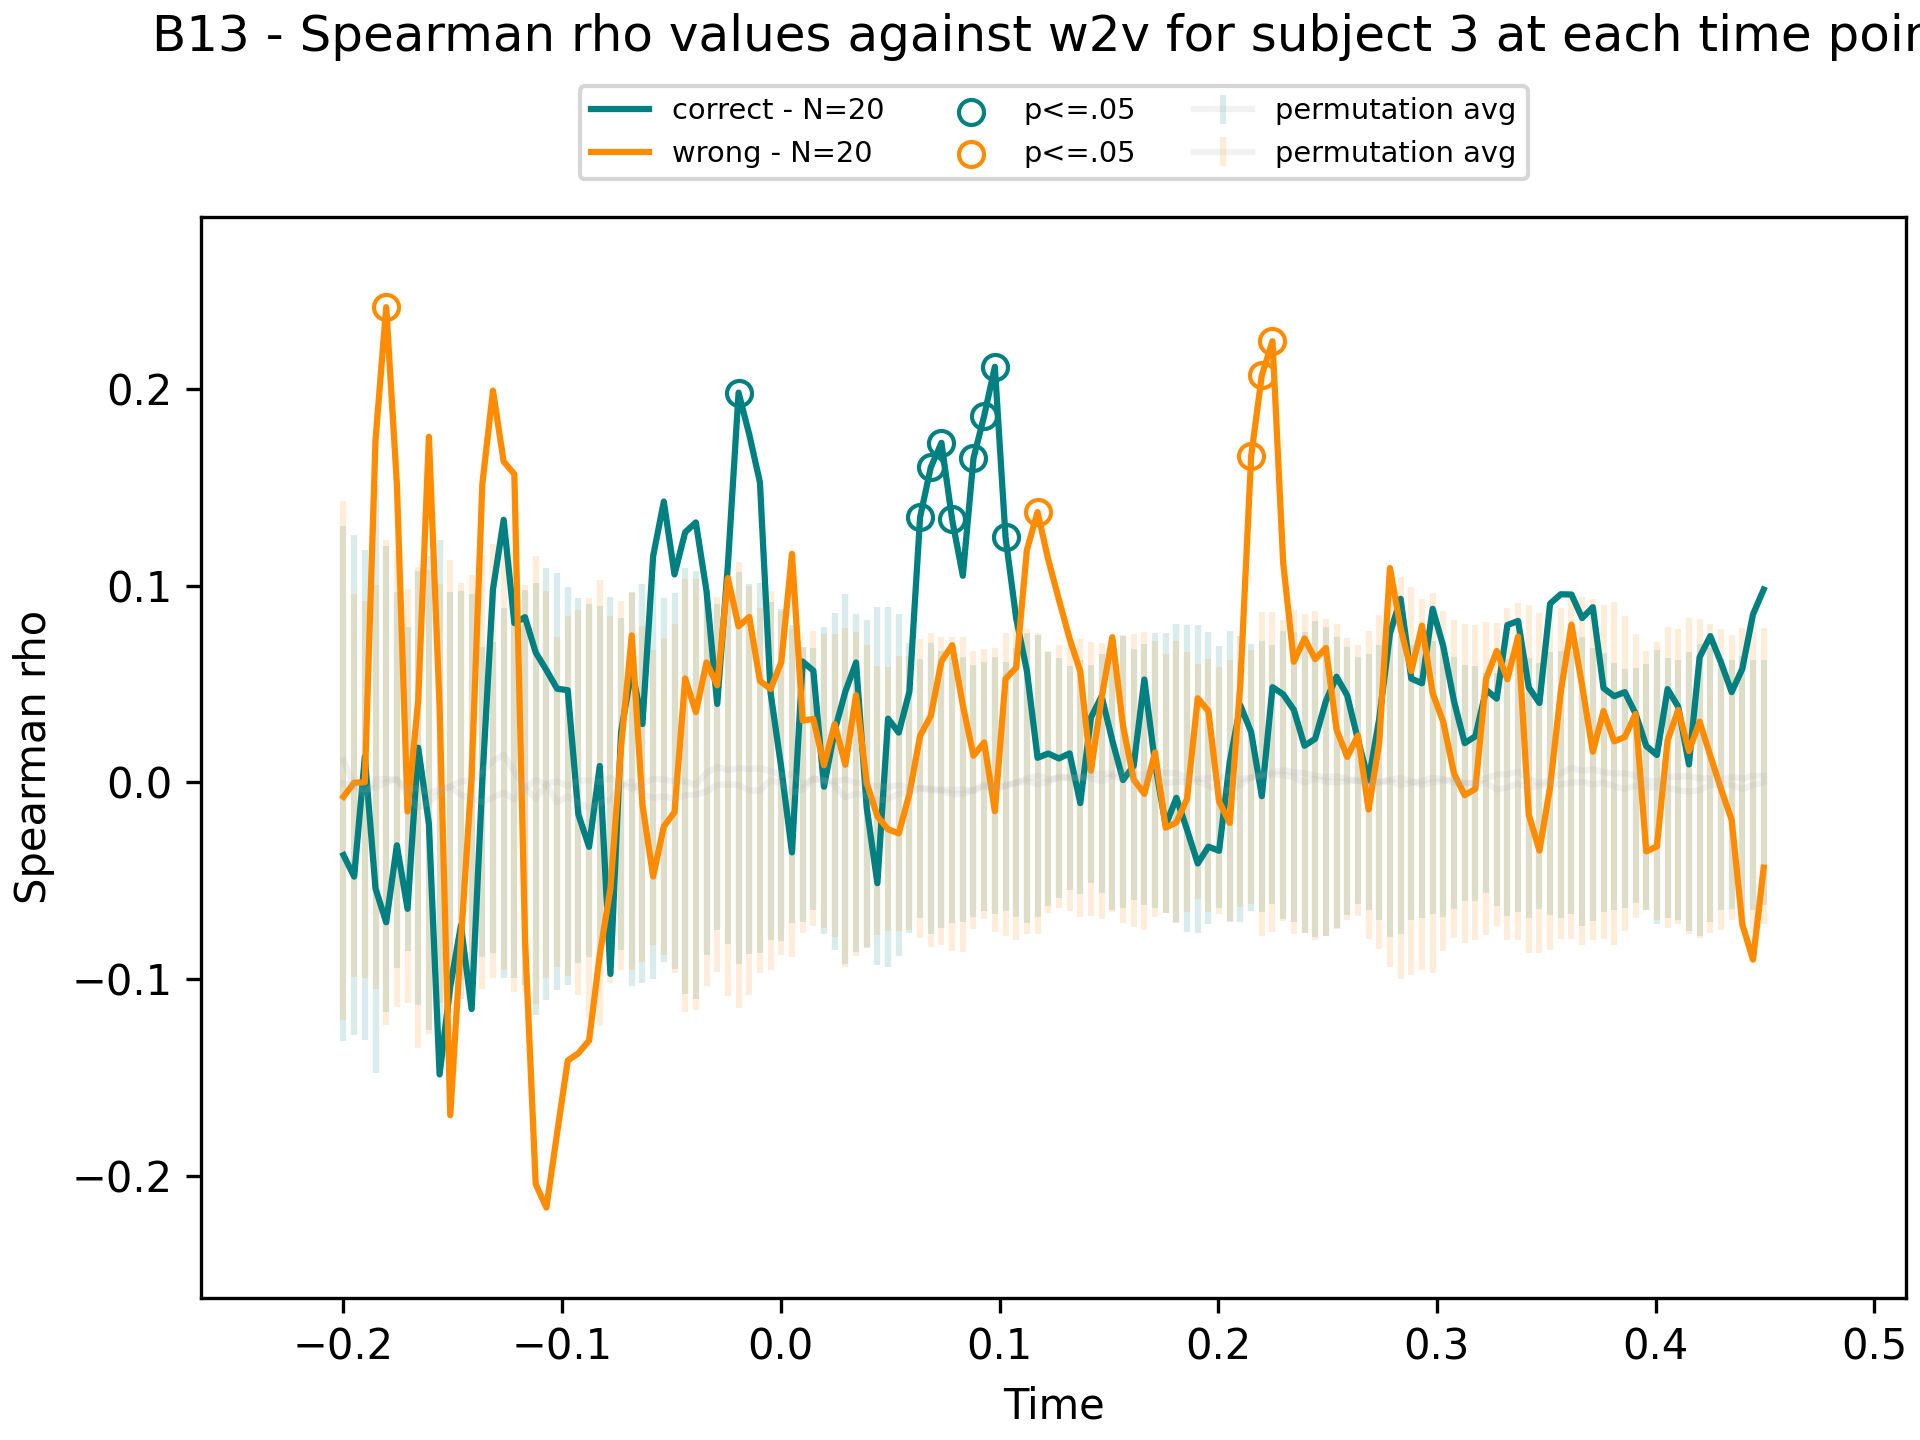 B13 - Spearman rho values against w2v for subject 3 at each time poin
correct - N=20
wrong - N=20
p<=.05
p<=.05
permutation avg
permutation avg
Spearman rho
0.2
0.1
0.0
−0.1
−0.2
−0.2
−0.1
0.0
0.1
0.2
0.3
0.4
0.5
Time